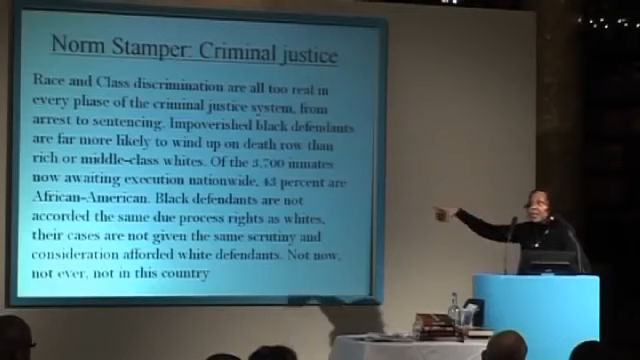 Norm Stamper: Criminal justice
Race and Class discrimination are all too real in
every phase of the criminal justice system, from
arrest to sentencing. Impoverished black defendants
are far more likely to wind up on death row than
rich or middle-class whites. Of the 3,700 inmates
now awaiting execution nationwide, 43 percent are
African-American. Black defendants are not
accorded the same due process rights as whites,
their cases are not given the same scrutiny and
consideration afforded white defendants. Not now,
not ever, not in this country